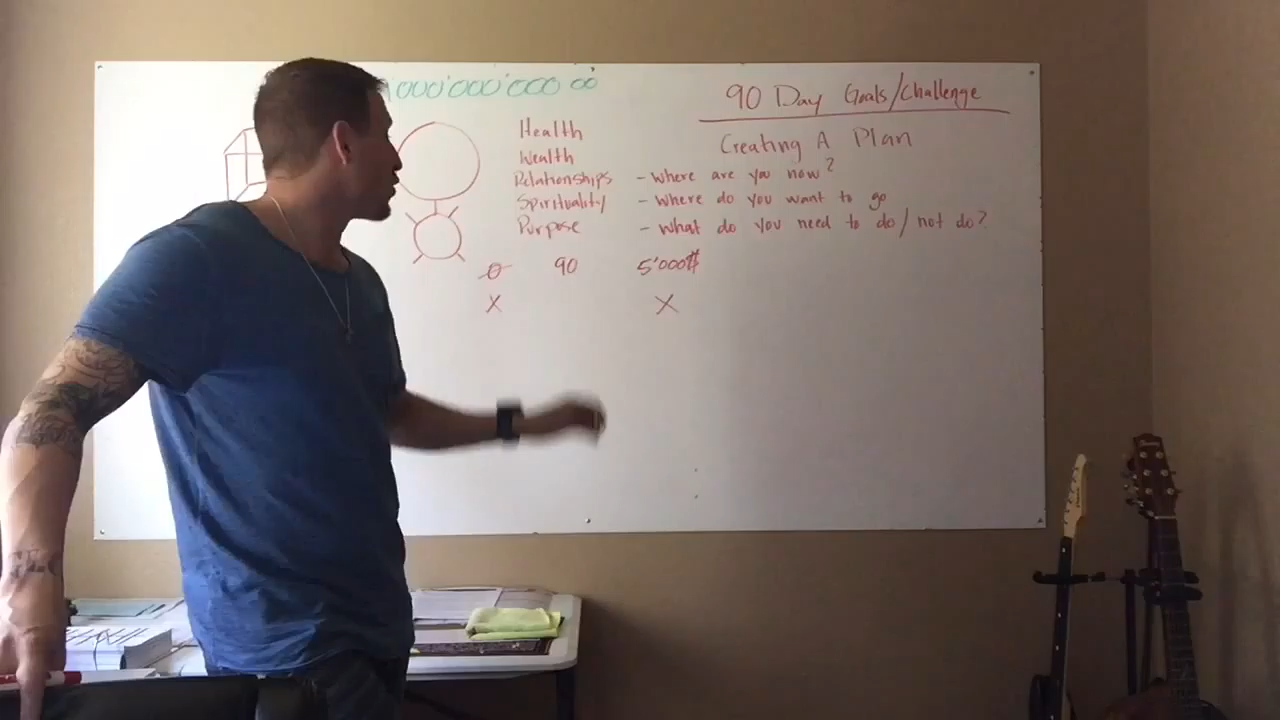 000'000'000 00
90 Day Goals/Challenge
Creating A Plan
Health
Wealth
Relationships
Spirituality
Purpose
- where are you now?
- where do you want to go
- what do you need to do / not do?
0 90 5'000$
X X